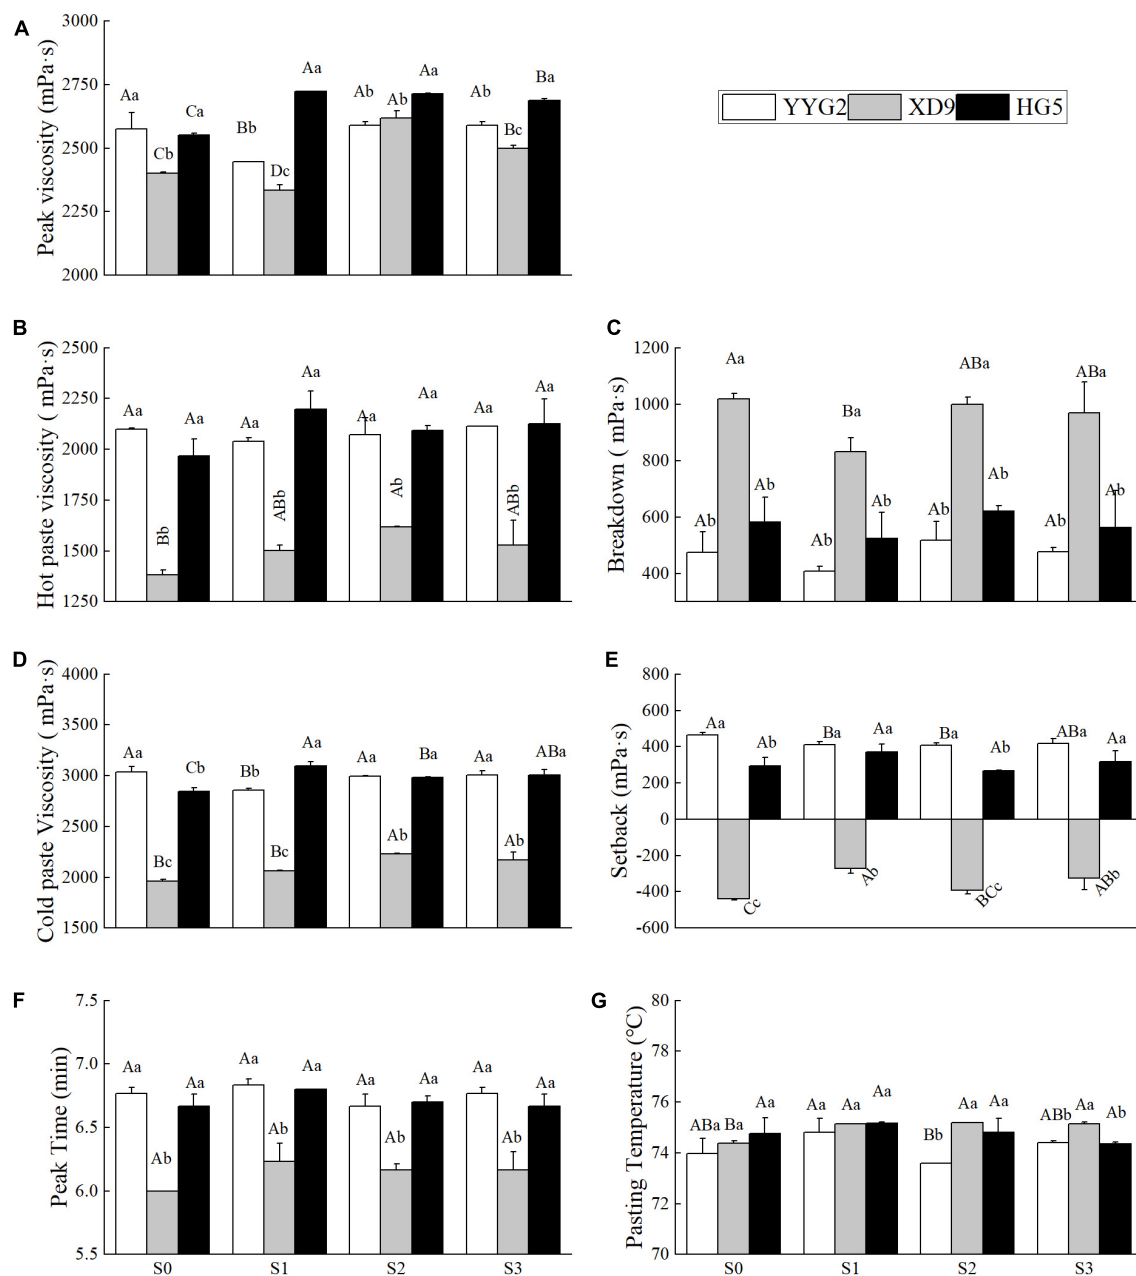 A
Peak viscosity (mPa·s)
3000
2750
2500
2250
2000
Aa Cb Ca
Bb Dc Aa
Ab Ab Aa
Ab Bc Ba
YYG2 XD9 HG5
B
Hot paste viscosity ( mPa·s)
2500
2250
2000
1750
1500
1250
Aa Bb Aa
Aa ABb Aa
Aa Ab Aa
Aa ABb Aa
C
Breakdown ( mPa·s)
1200
1000
800
600
400
Ab Aa Ab
Ab Ba Ab
Ab ABa Ab
Ab ABa Ab
D
Cold paste Viscosity ( mPa·s)
4000
3500
3000
2500
2000
1500
Aa Bc Cb
Bb Bc Aa
Aa Ab Ba
Aa Ab ABa
E
Setback (mPa·s)
800
600
400
200
0
-200
-400
-600
Aa Cc Ab
Ba Ab Aa
Ba BCc Ab
ABa ABb Aa
F
Peak Time (min)
7.5
7.0
6.5
6.0
5.5
Aa Ab Aa
Aa Ab Aa
Aa Ab Aa
Aa Ab Aa
S0 S1 S2 S3
G
Pasting Temperature (°C)
80
78
76
74
72
70
ABa Ba Aa
Aa Aa Aa
Bb Aa Aa
ABb Aa Ab
S0 S1 S2 S3